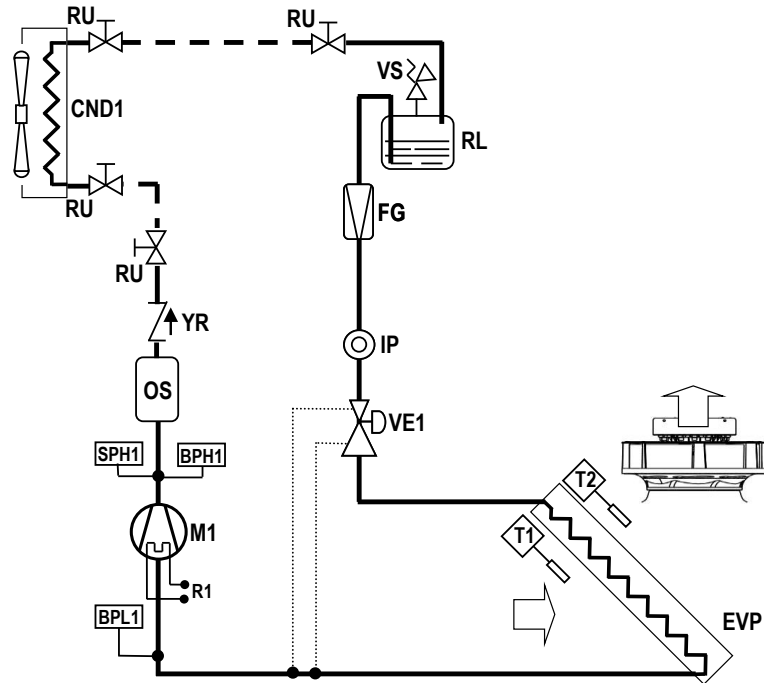 RU
RU
VS
CND1
RL
RU
FG
RU
YR
IP
OS
VE1
SPH1
BPH1
T2
M1
T1
R1
BPL1
EVP